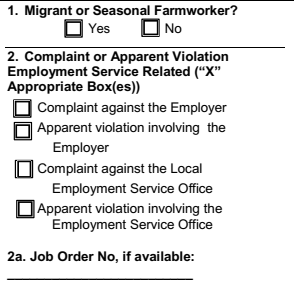 1. Migrant or Seasonal Farmworker?
Yes No
2. Complaint or Apparent Violation
Employment Service Related (“X”
Appropriate Box(es))
Complaint against the Employer
Apparent violation involving the
Employer
Complaint against the Local
Employment Service Office
Apparent violation involving the
Employment Service Office
2a. Job Order No, if available: